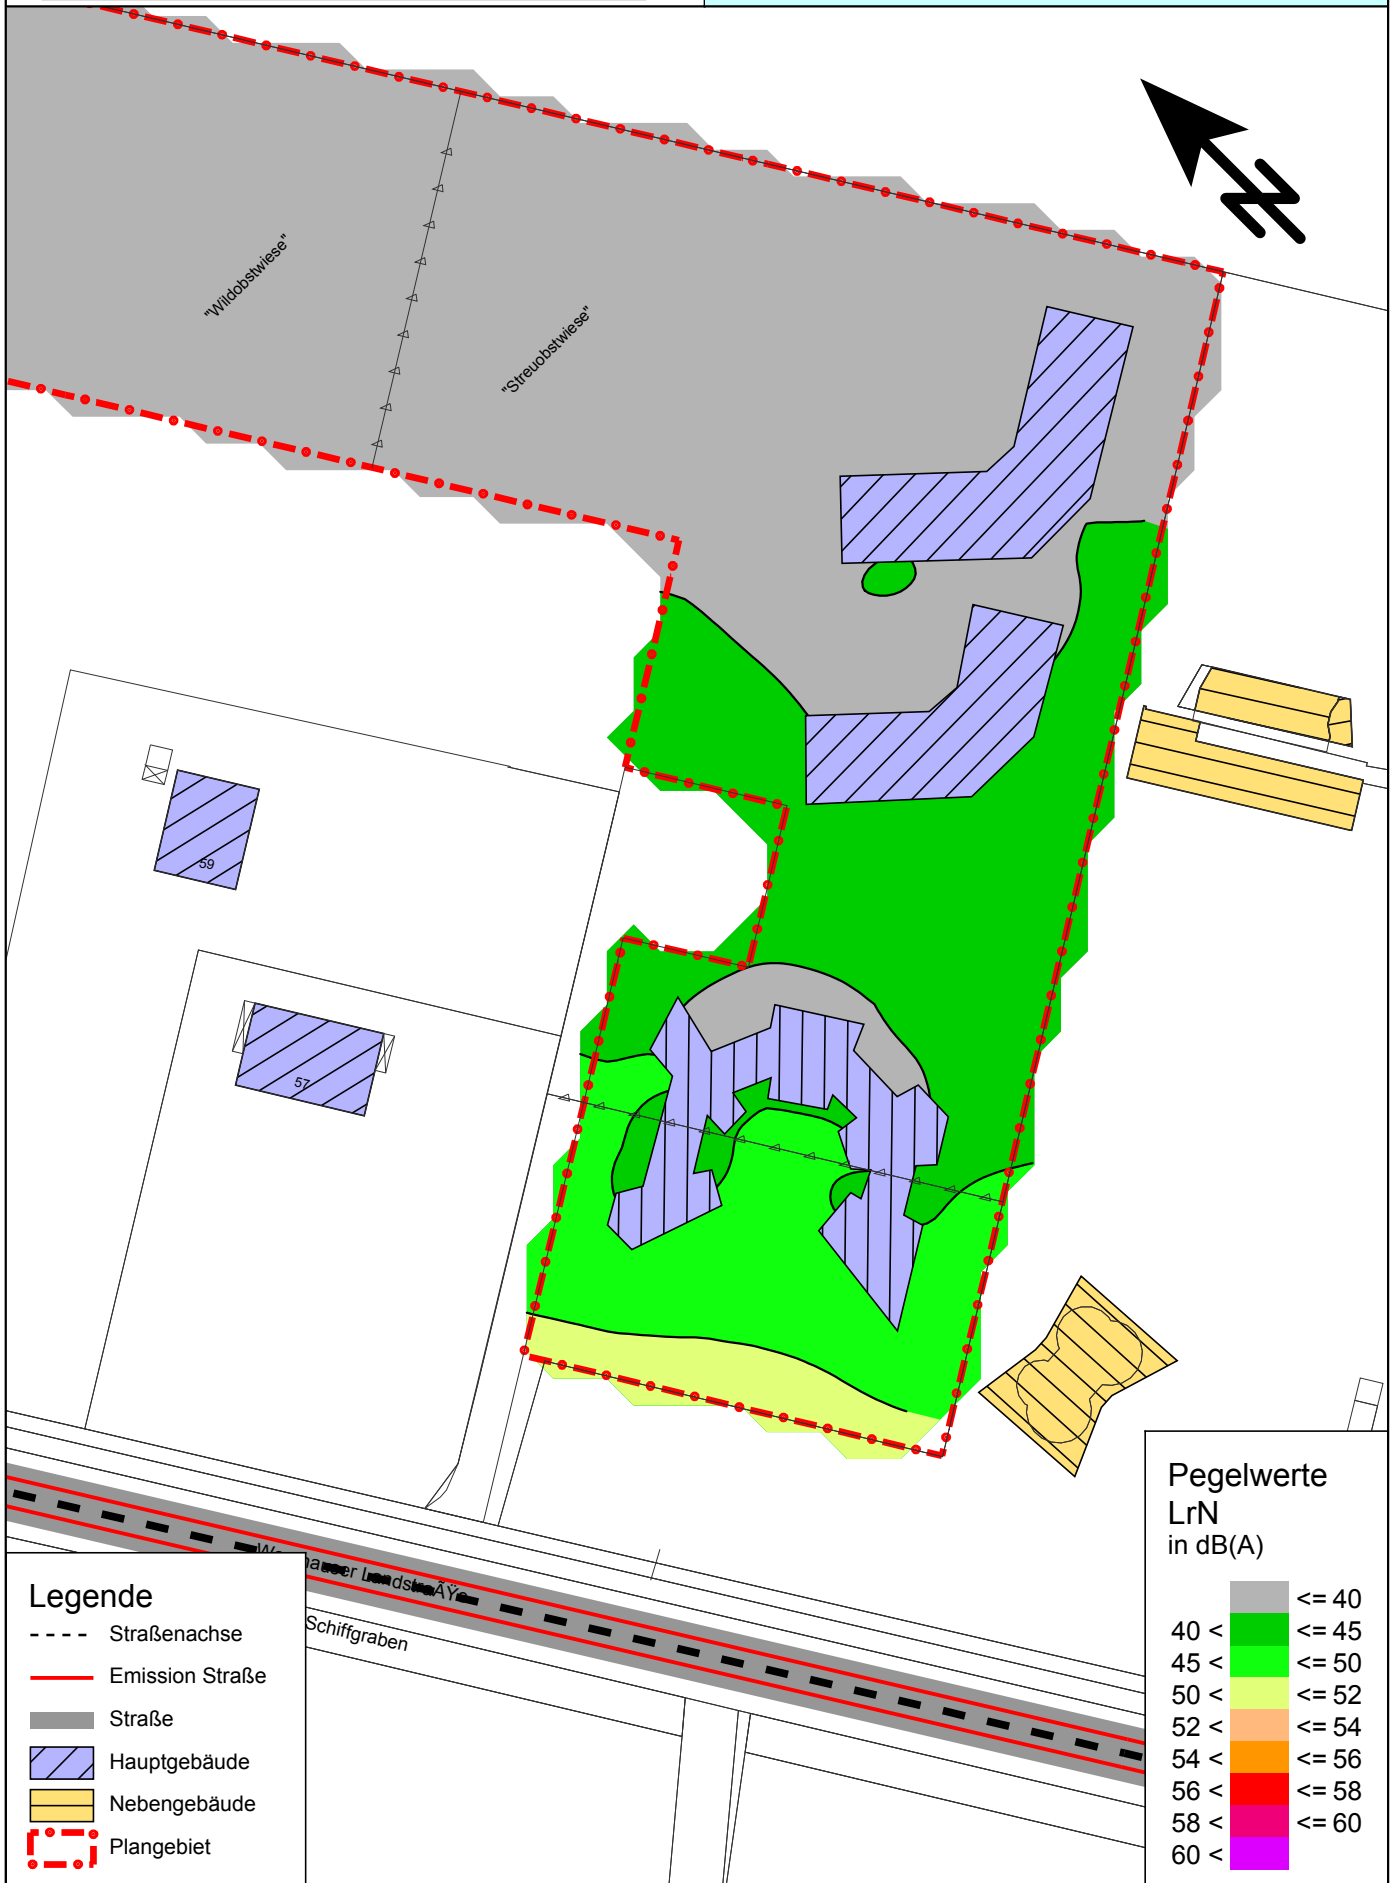 "Wildobstwiese"
"Streuobstwiese"
59
57
Landstraßÿe
Schiffgraben
Legende
Straßenachse
Emission Straße
Straße
Hauptgebäude
Nebengebäude
Plangebiet
Pegelwerte
LrN
in dB(A)
<= 40
40 < <= 45
45 < <= 50
50 < <= 52
52 < <= 54
54 < <= 56
56 < <= 58
58 < <= 60
60 <